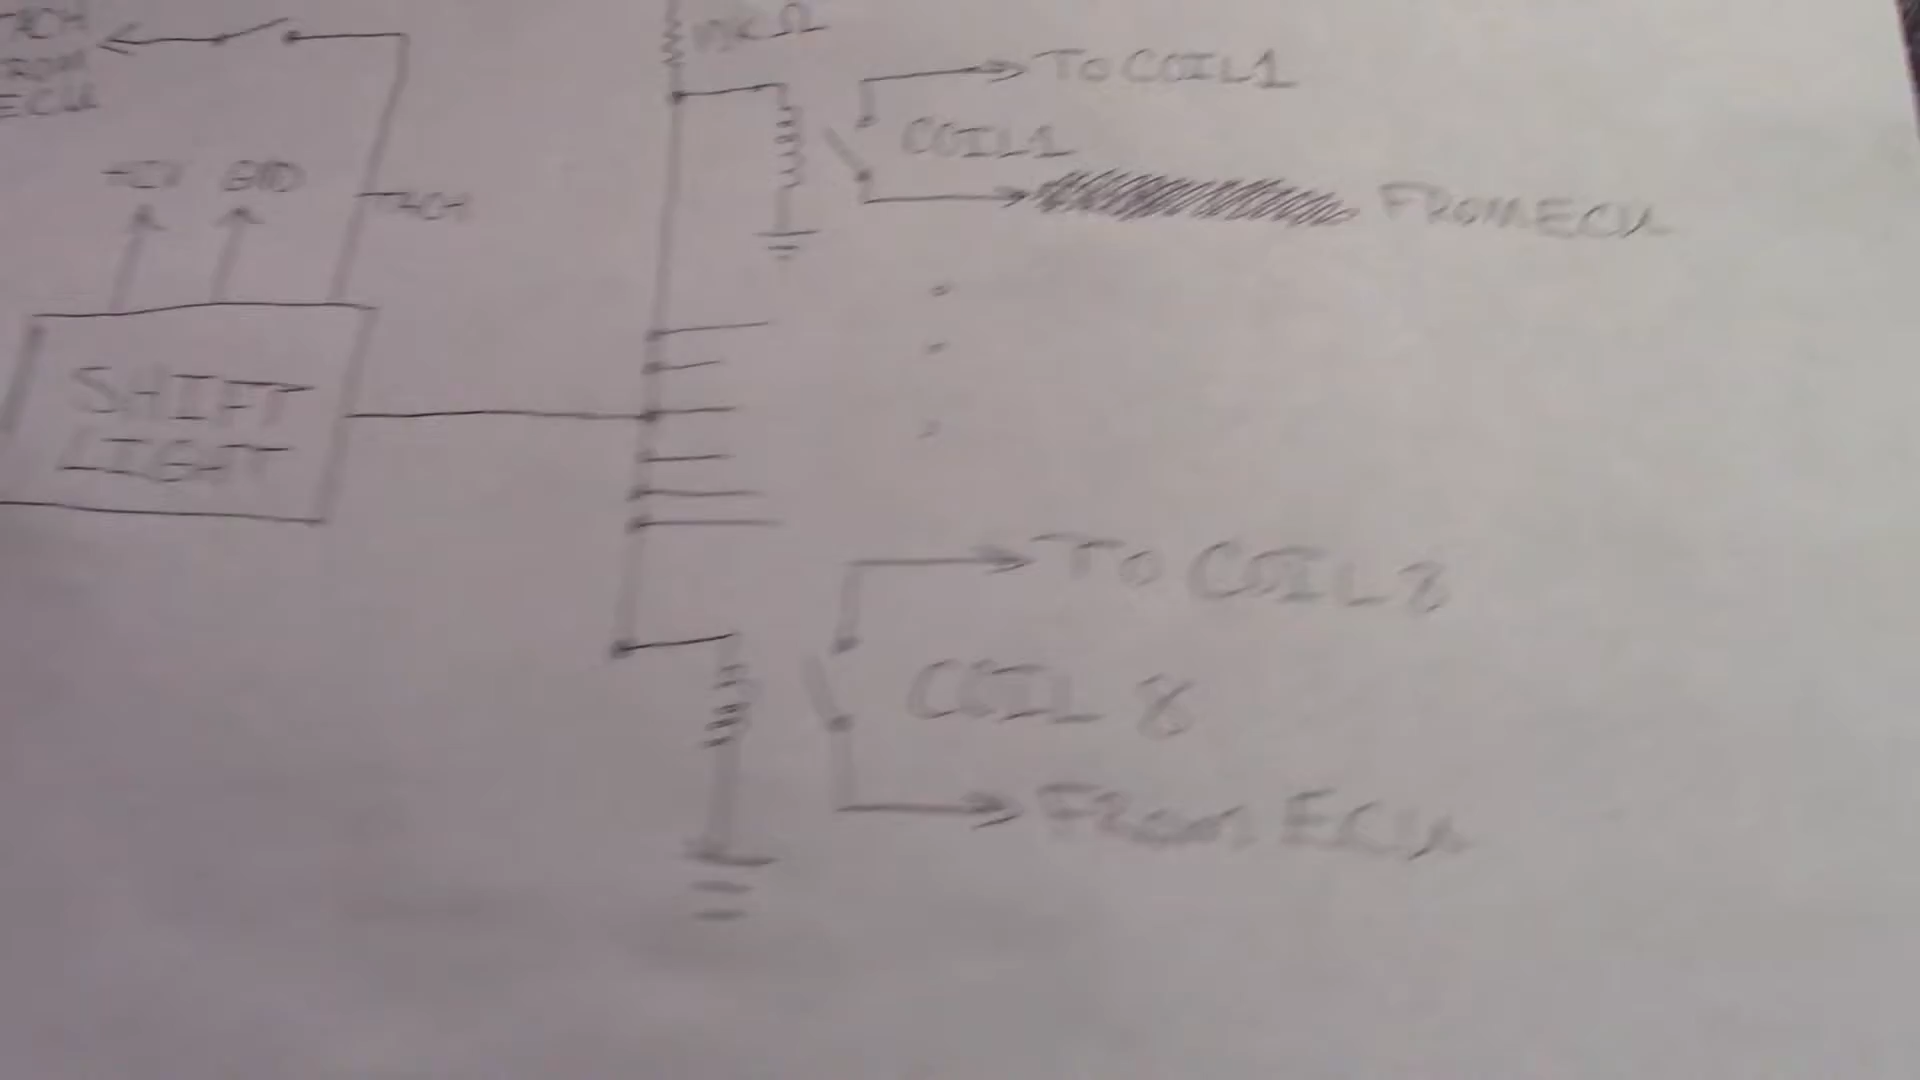 TACH
FROM
ECU
+12V GND
TACH
SHIFT
LIGHT
To COIL1
COIL1
FROM ECU
To COIL 8
COIL 8
From ECU